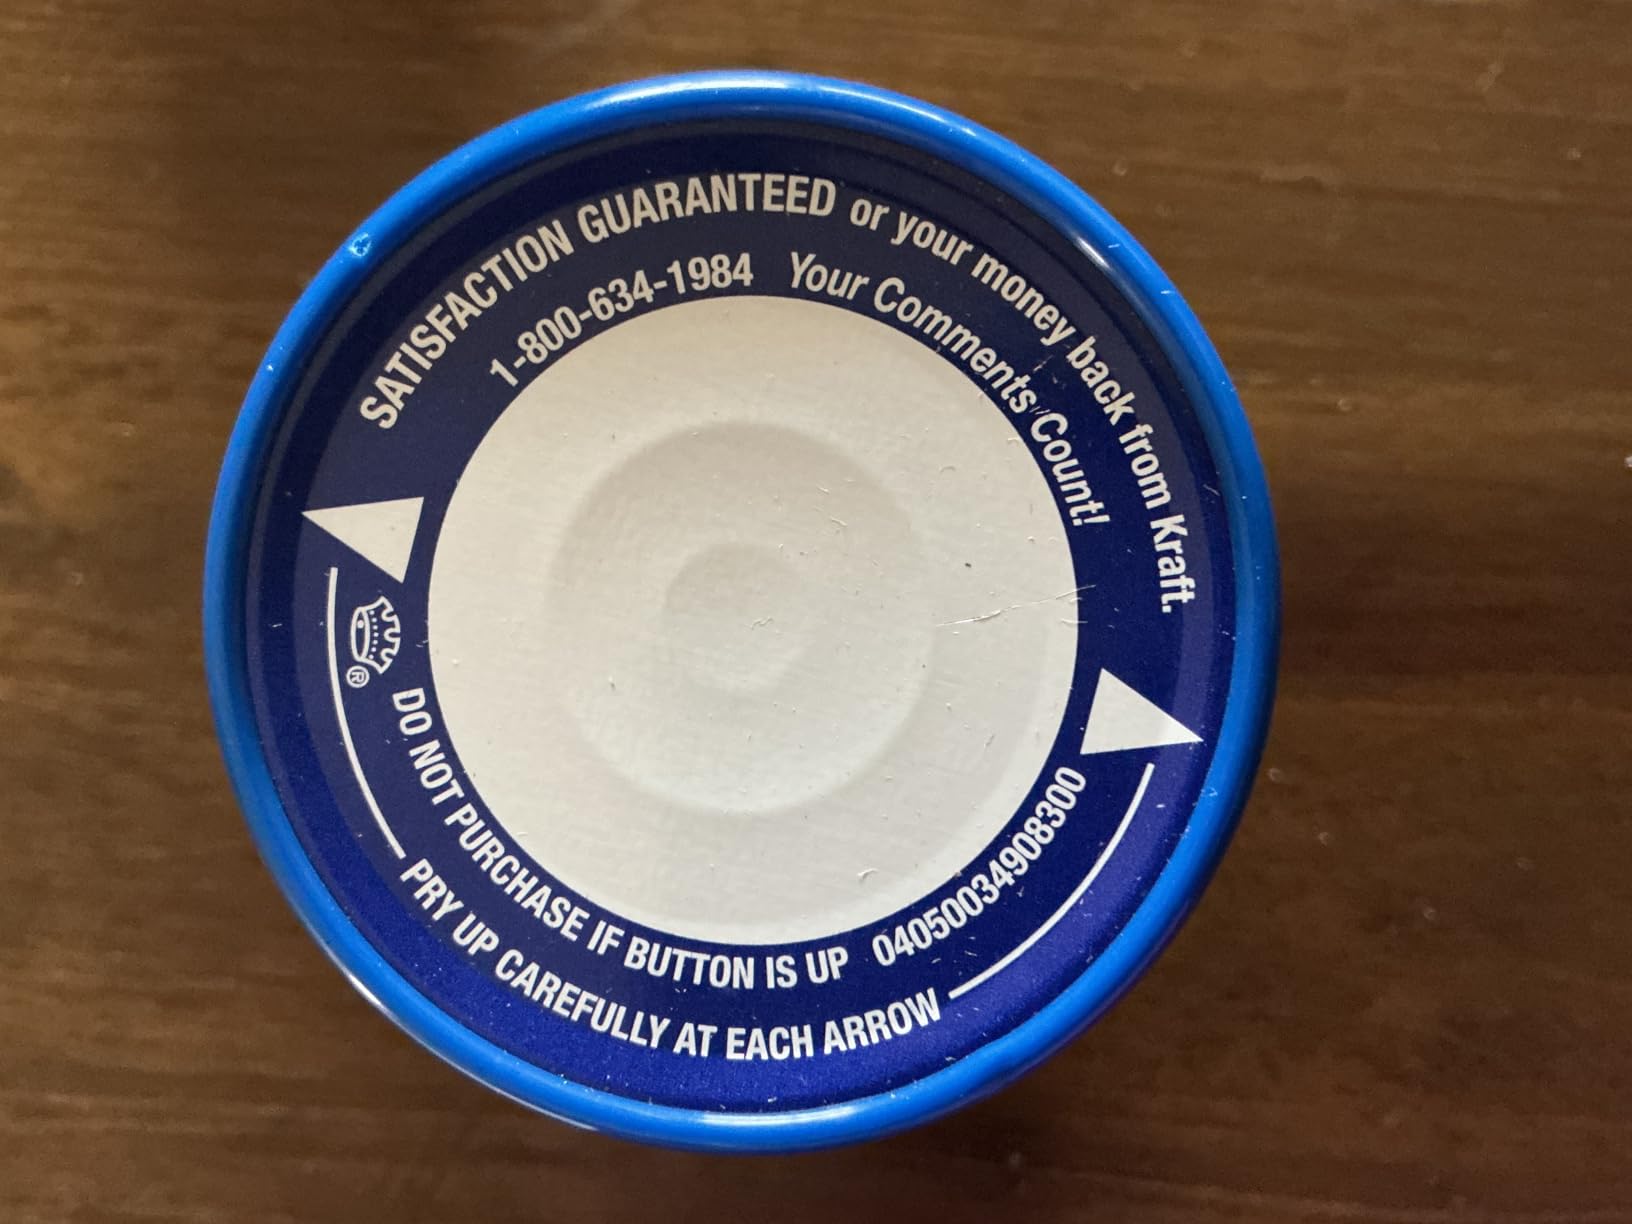 SATISFACTION GUARANTEED or your money back from Kraft.
1-800-634-1984 Your Comments Count!
®
DO NOT PURCHASE IF BUTTON IS UP 04050034908300
PRY UP CAREFULLY AT EACH ARROW